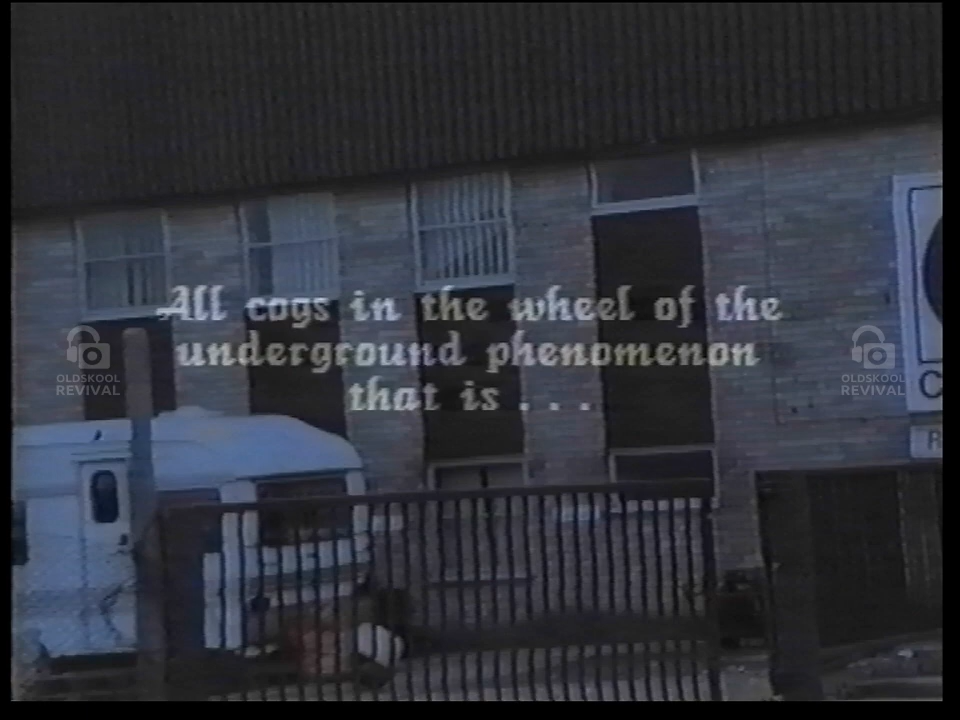 All cogs in the wheel of the
underground phenomenon
that is . . .
OLDSKOOL
REVIVAL
OLDSKOOL
REVIVAL
C
R